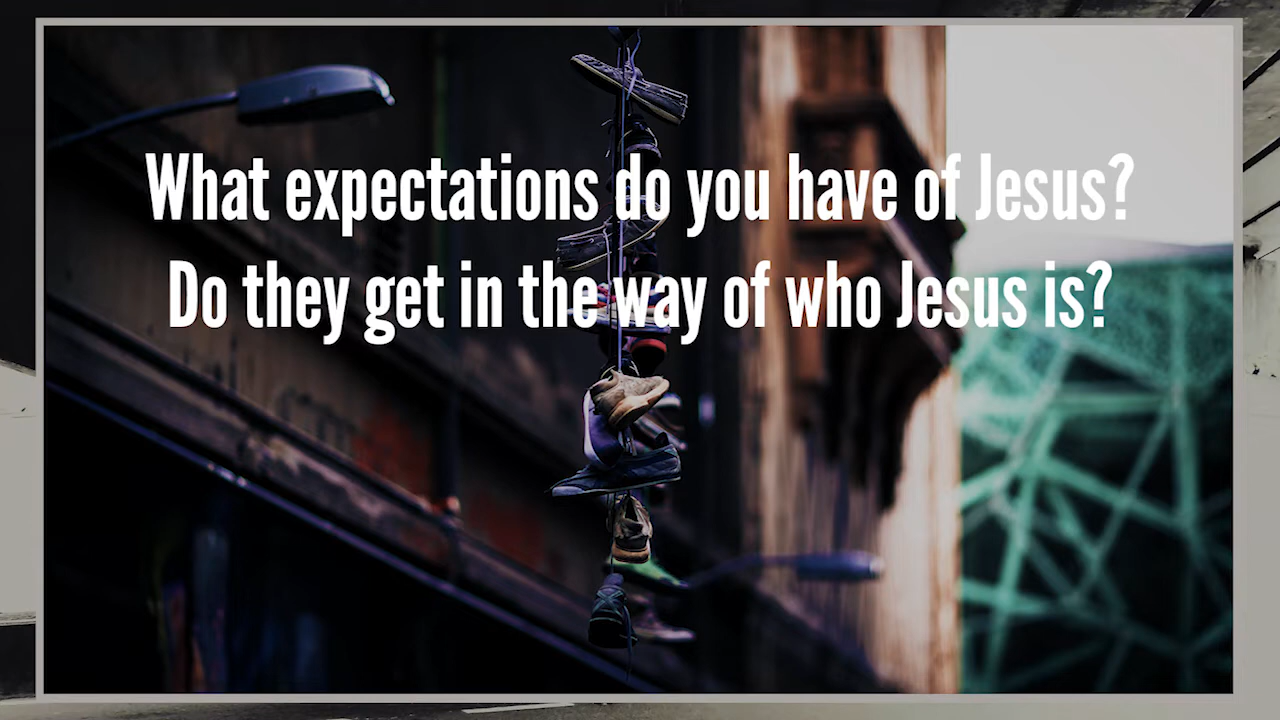 What expectations do you have of Jesus?
Do they get in the way of who Jesus is?